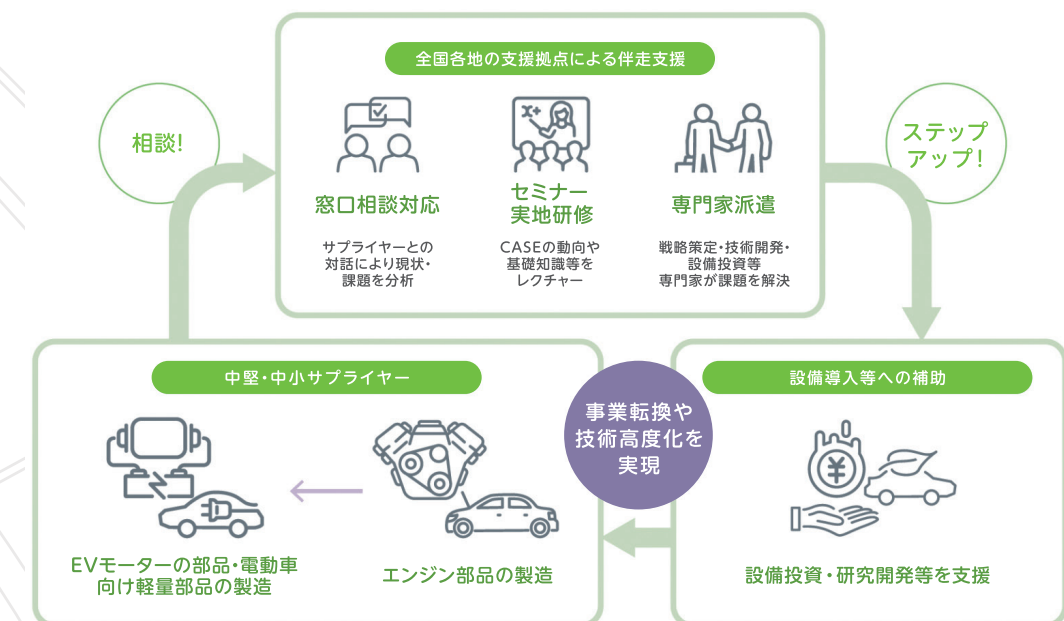 全国各地の支援拠点による伴走支援
相談!
ステップ
アップ!
窓口相談対応
サプライヤーとの
対話により現状・
課題を分析
セミナー
実地研修
CASEの動向や
基礎知識等を
レクチャー
専門家派遣
戦略策定・技術開発・
設備投資等
専門家が課題を解決
中堅・中小サプライヤー
EVモーターの部品・電動車
向け軽量部品の製造
エンジン部品の製造
事業転換や
技術高度化を
実現
設備導入等への補助
¥
設備投資・研究開発等を支援